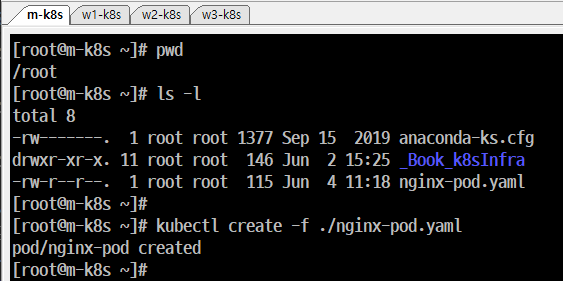 m-k8s w1-k8s w2-k8s w3-k8s
[root@m-k8s ~]# pwd
/root
[root@m-k8s ~]# ls -l
total 8
-rw-------.  1 root root 1377 Sep 15  2019 anaconda-ks.cfg
drwxr-xr-x. 11 root root  146 Jun  2 15:25 _Book_k8sInfra
-rw-r--r--.  1 root root  115 Jun  4 11:18 nginx-pod.yaml
[root@m-k8s ~]#
[root@m-k8s ~]# kubectl create -f ./nginx-pod.yaml
pod/nginx-pod created
[root@m-k8s ~]#